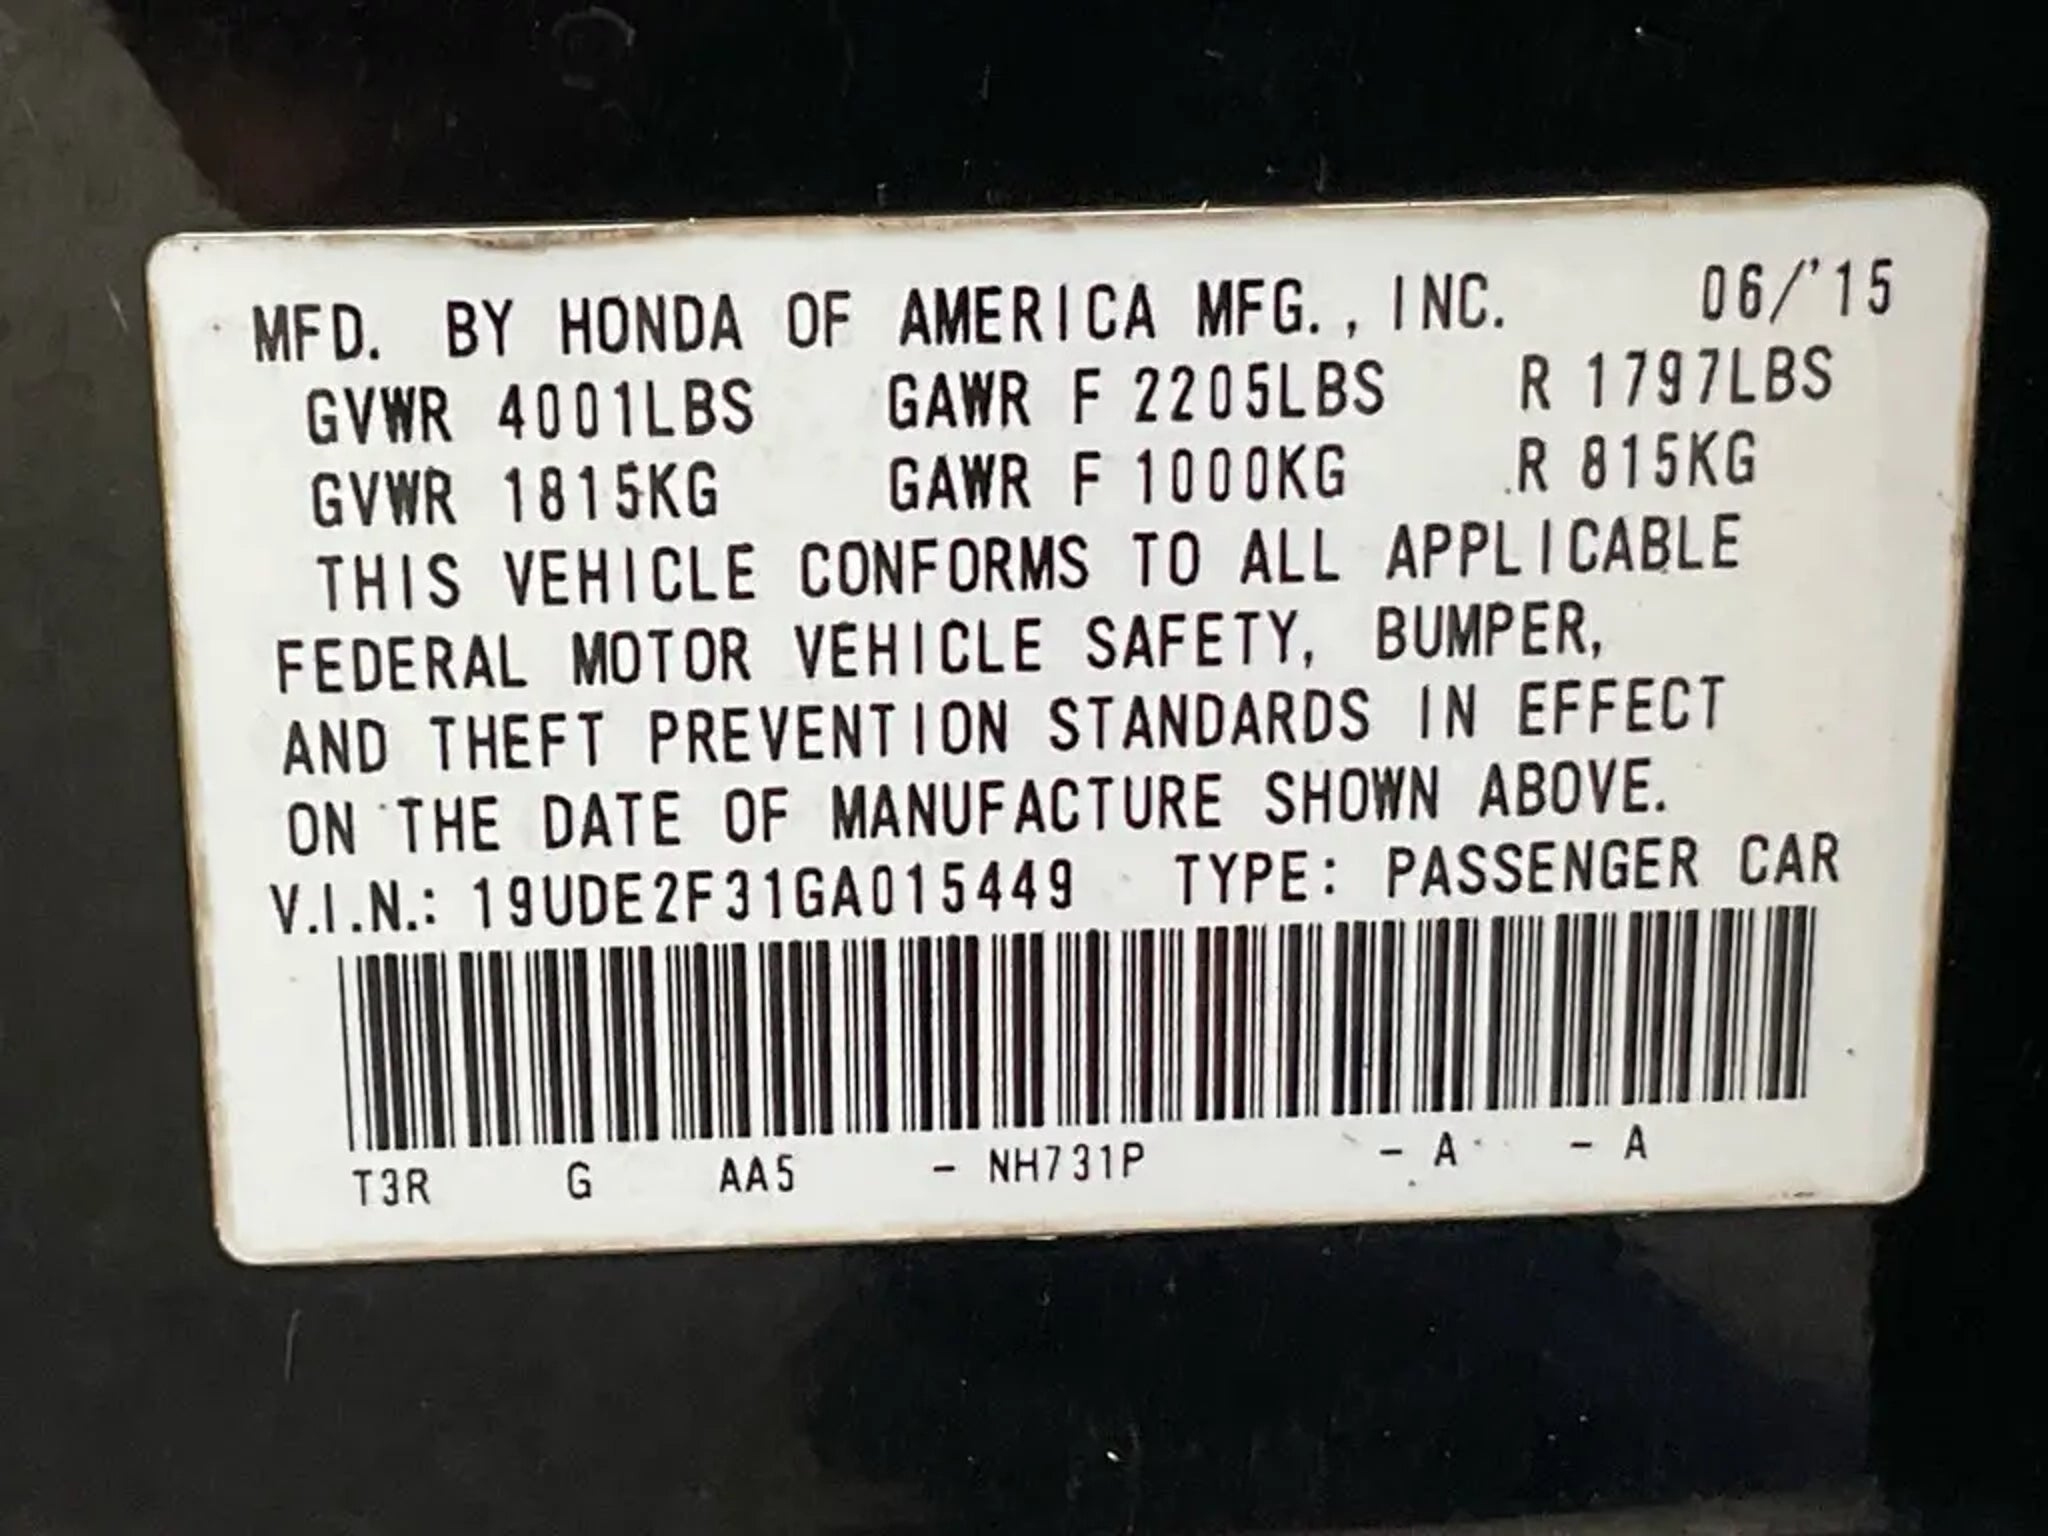 MFD. BY HONDA OF AMERICA MFG., INC. 06/'15
GVWR 4001LBS GAWR F 2205LBS R 1797LBS
GVWR 1815KG GAWR F 1000KG R 815KG
THIS VEHICLE CONFORMS TO ALL APPLICABLE
FEDERAL MOTOR VEHICLE SAFETY, BUMPER,
AND THEFT PREVENTION STANDARDS IN EFFECT
ON THE DATE OF MANUFACTURE SHOWN ABOVE.
V.I.N.: 19UDE2F31GA015449 TYPE: PASSENGER CAR
T3R G AA5 - NH731P - A - A